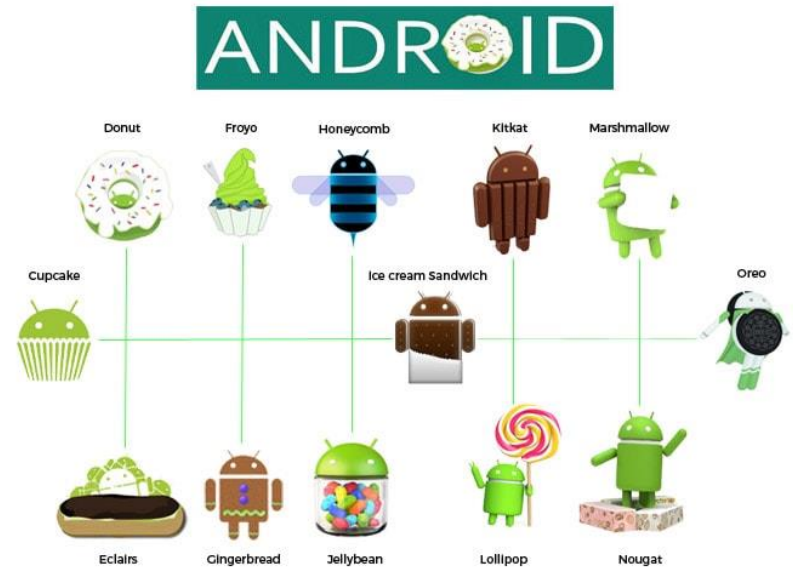 ANDROID
Donut
Froyo
Honeycomb
Kitkat
Marshmallow
Cupcake
Ice cream Sandwich
Oreo
Eclairs
Gingerbread
Jellybean
Lollipop
Nougat